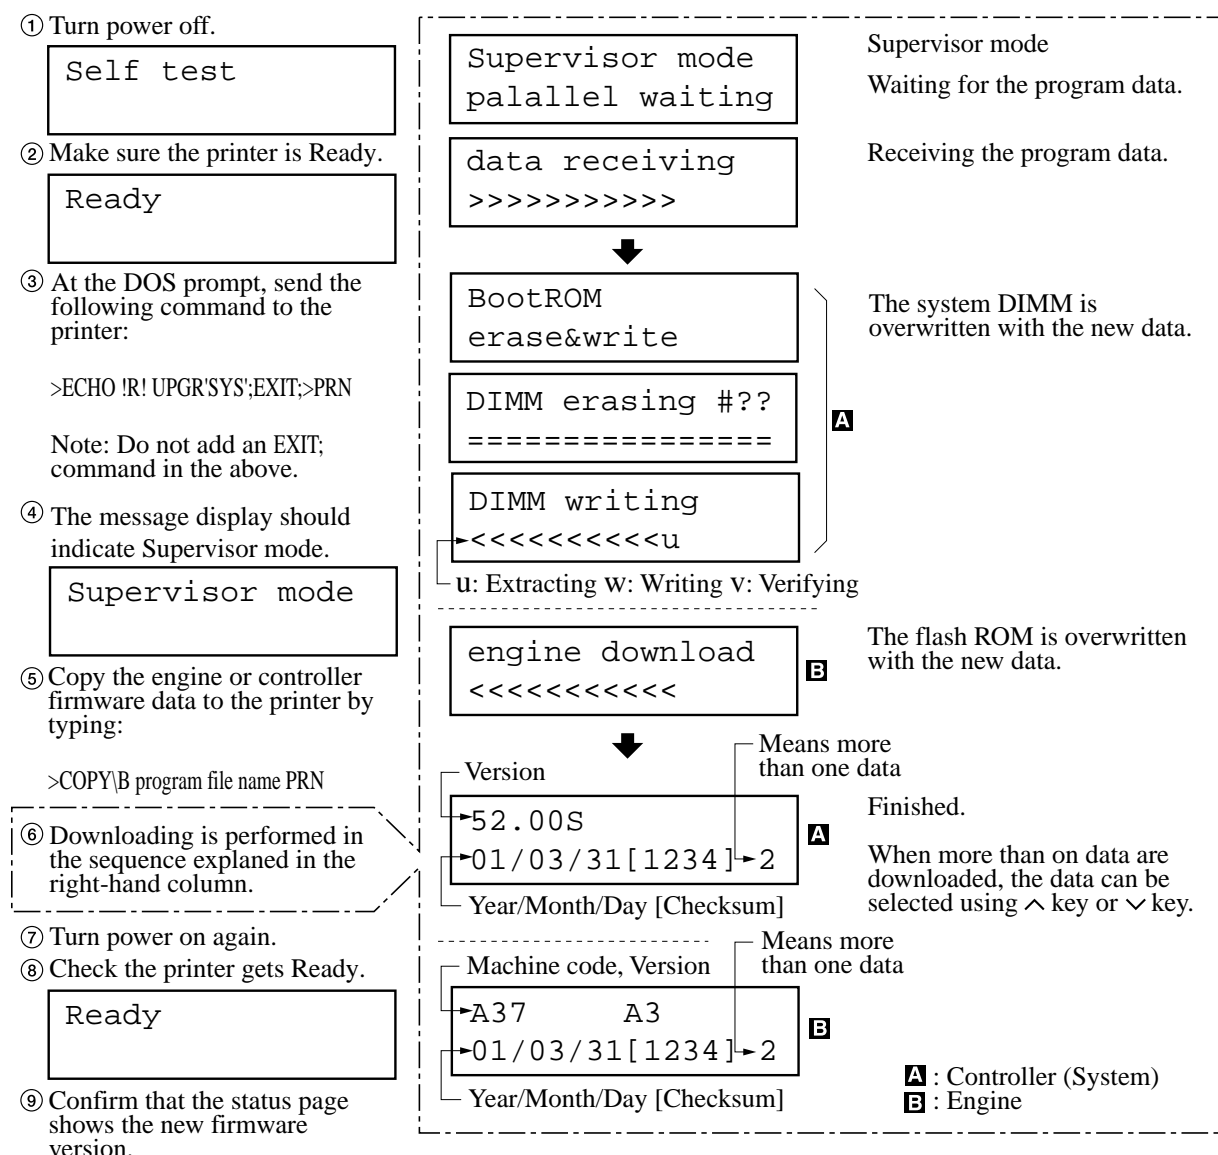 ① Turn power off.
Self test
② Make sure the printer is Ready.
Ready
③ At the DOS prompt, send the
following command to the
printer:
>ECHO !R! UPGR'SYS';EXIT;>PRN
Note: Do not add an EXIT;
command in the above.
④ The message display should
indicate Supervisor mode.
Supervisor mode
⑤ Copy the engine or controller
firmware data to the printer by
typing:
>COPY\B program file name PRN
⑥ Downloading is performed in
the sequence explaned in the
right-hand column.
⑦ Turn power on again.
⑧ Check the printer gets Ready.
Ready
⑨ Confirm that the status page
shows the new firmware
version.
Supervisor mode
palallel waiting
Supervisor mode
Waiting for the program data.
data receiving
>>>>>>>>>>>
Receiving the program data.
BootROM
erase&write
DIMM erasing #??
================
DIMM writing
<<<<<<<<<<u
u: Extracting w: Writing v: Verifying
A
The system DIMM is
overwritten with the new data.
engine download
<<<<<<<<<<<
B
The flash ROM is overwritten
with the new data.
Means more
than one data
Version
52.00S
01/03/31[1234] 2
Year/Month/Day [Checksum]
A
Finished.
When more than on data are
downloaded, the data can be
selected using ∧ key or ∨ key.
Means more
than one data
Machine code, Version
A37 A3
01/03/31[1234] 2
Year/Month/Day [Checksum]
B
A : Controller (System)
B : Engine